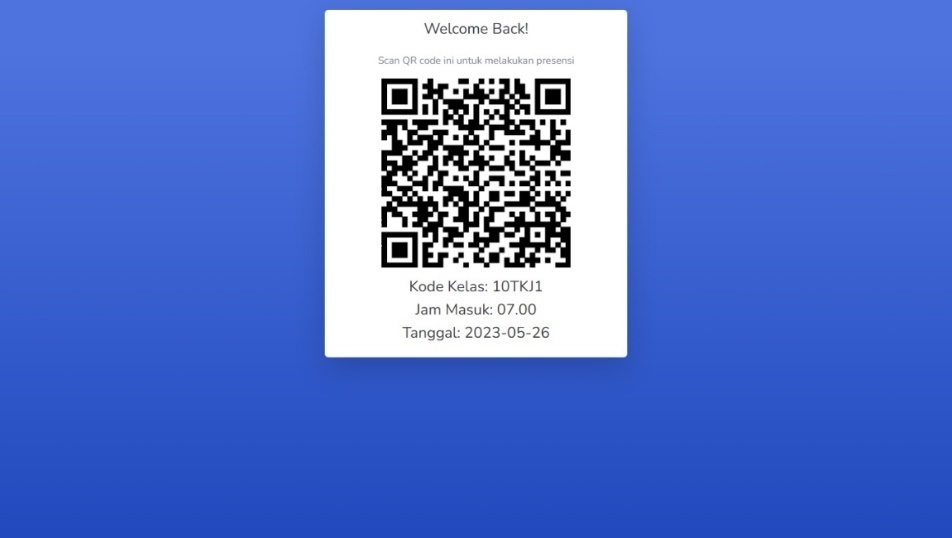 Welcome Back!
Scan QR code ini untuk melakukan presensi
Kode Kelas: 10TKJ1
Jam Masuk: 07.00
Tanggal: 2023-05-26